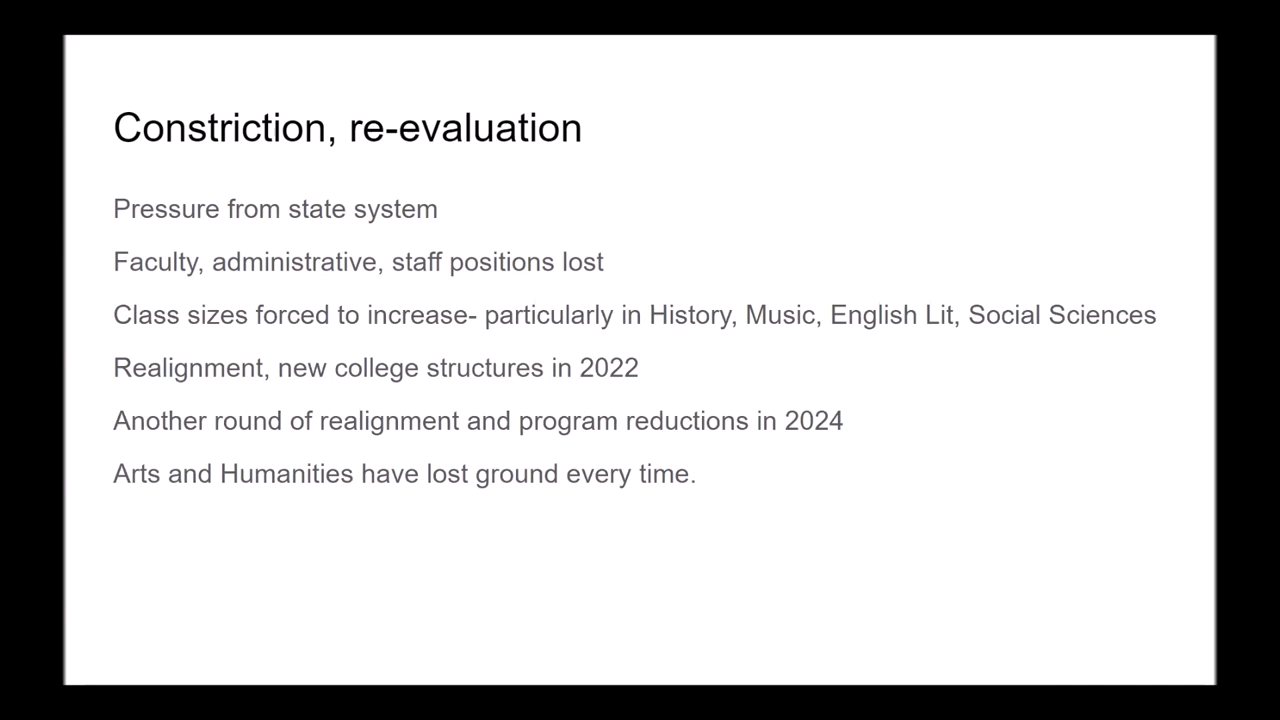 Constriction, re-evaluation
Pressure from state system
Faculty, administrative, staff positions lost
Class sizes forced to increase- particularly in History, Music, English Lit, Social Sciences
Realignment, new college structures in 2022
Another round of realignment and program reductions in 2024
Arts and Humanities have lost ground every time.